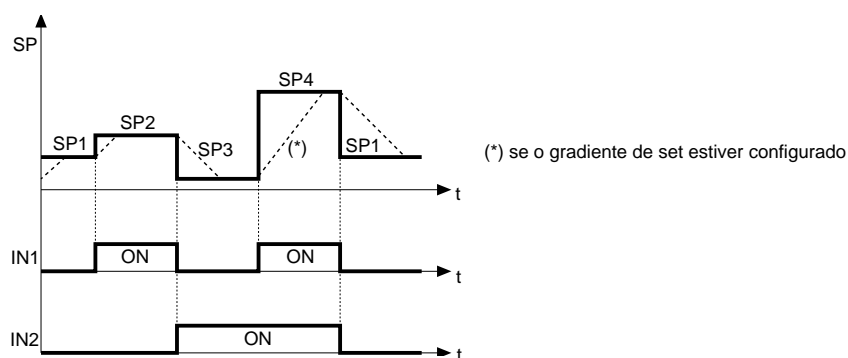 SP
SP4
SP2
SP1
SP3
(*)
SP1
(*) se o gradiente de set estiver configurado
t
IN1
ON
ON
t
IN2
ON
t